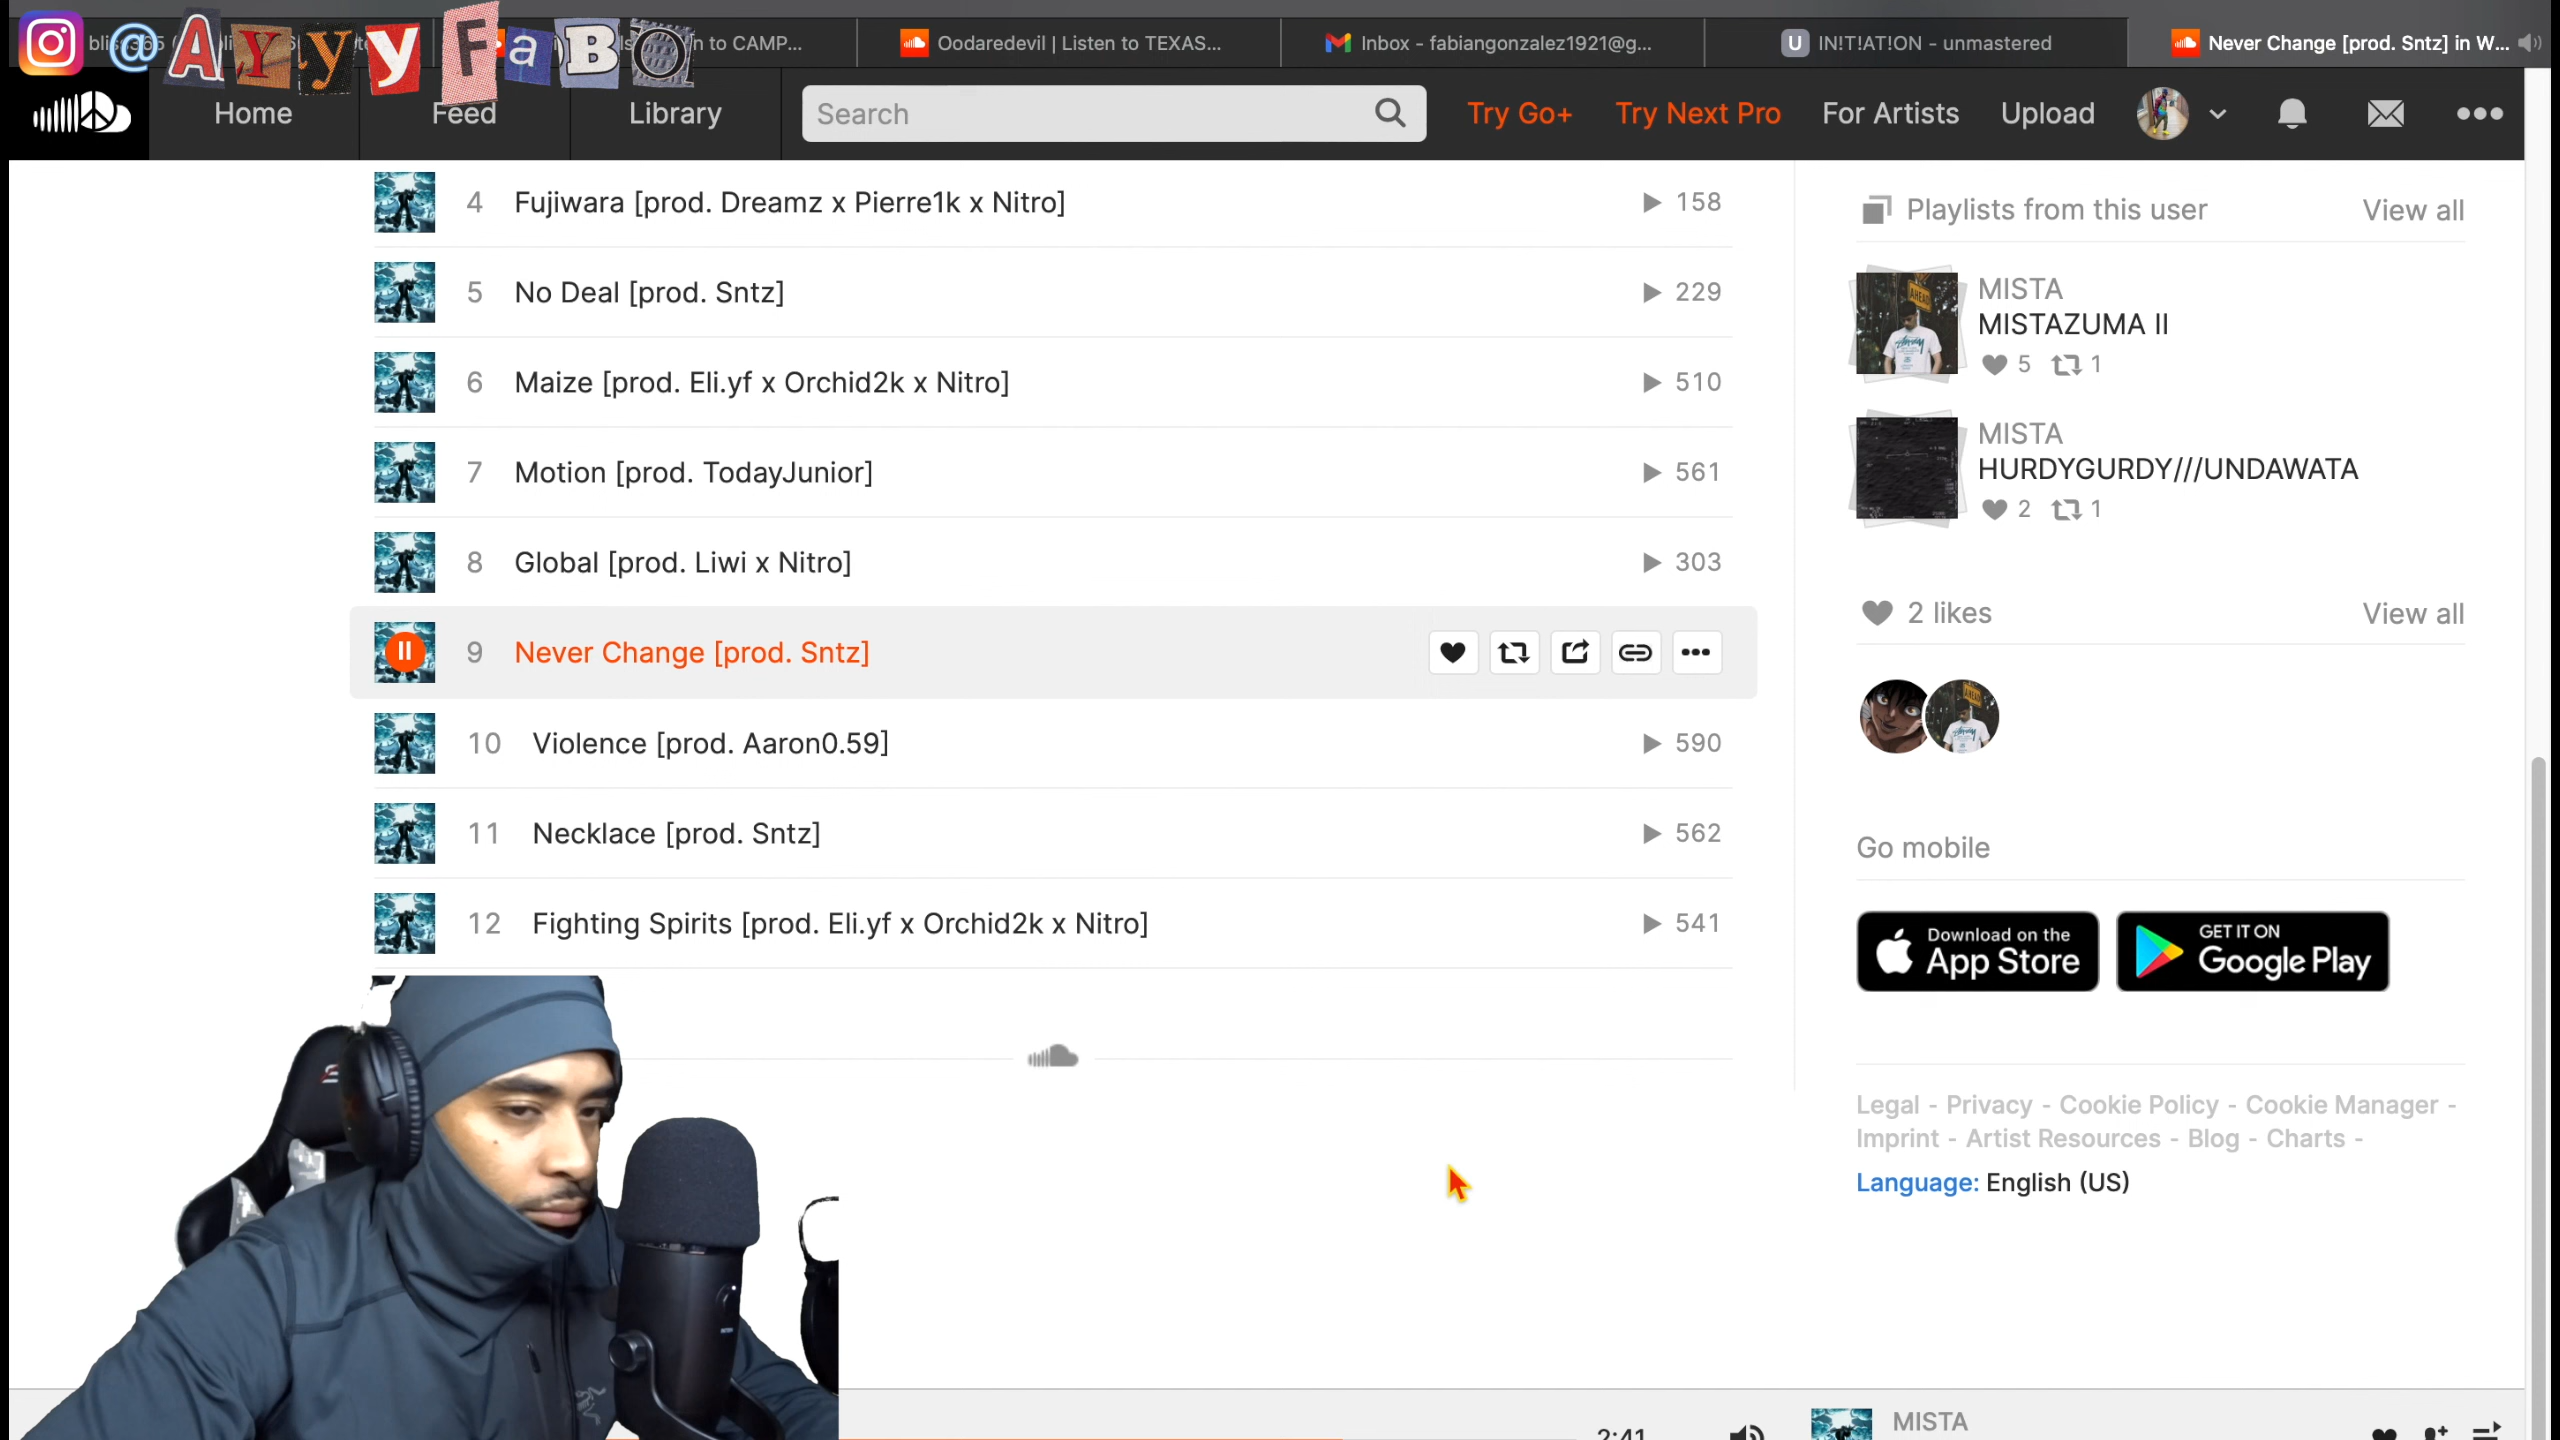 @AYyyFaBO
n to CAMP...
Oodaredevil | Listen to TEXAS...
Inbox - fabiangonzalez1921@g...
U IN!T!AT!ON - unmastered
Never Change [prod. Sntz] in W...
Home
Feed
Library
Search
Try Go+
Try Next Pro
For Artists
Upload
4 Fujiwara [prod. Dreamz x Pierre1k x Nitro] 158
5 No Deal [prod. Sntz] 229
6 Maize [prod. Eli.yf x Orchid2k x Nitro] 510
7 Motion [prod. TodayJunior] 561
8 Global [prod. Liwi x Nitro] 303
9 Never Change [prod. Sntz]
10 Violence [prod. Aaron0.59] 590
11 Necklace [prod. Sntz] 562
12 Fighting Spirits [prod. Eli.yf x Orchid2k x Nitro] 541
Playlists from this user View all
MISTA
MISTAZUMA II
5 1
MISTA
HURDYGURDY///UNDAWATA
2 1
2 likes View all
Go mobile
Download on the
App Store
GET IT ON
Google Play
Legal - Privacy - Cookie Policy - Cookie Manager -
Imprint - Artist Resources - Blog - Charts -
Language: English (US)
2:41
MISTA